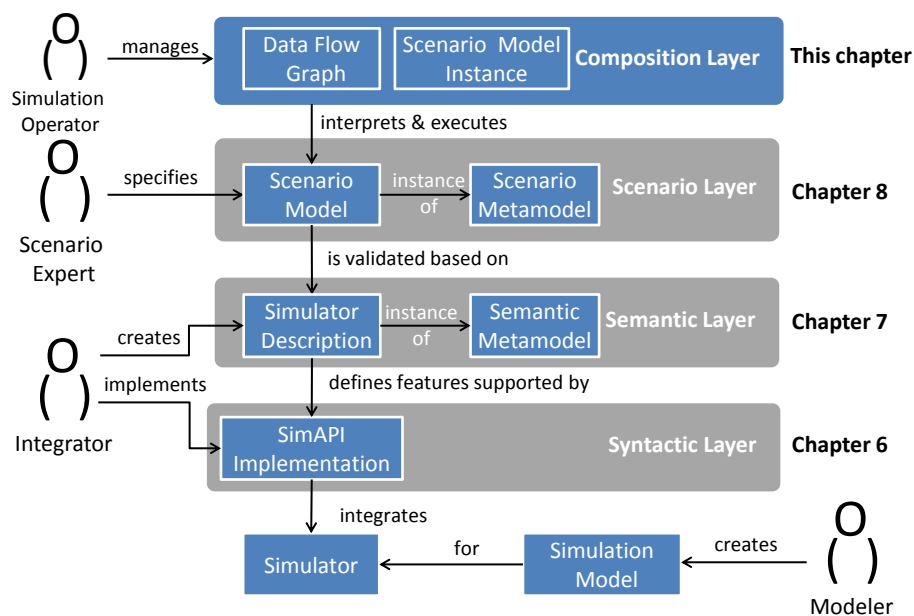 manages
Data Flow
Graph
Scenario Model
Instance
Composition Layer
This chapter
Simulation
Operator
interprets & executes
specifies
Scenario
Model
instance
of
Scenario
Metamodel
Scenario Layer
Chapter 8
Scenario
Expert
is validated based on
creates
Simulator
Description
instance
of
Semantic
Metamodel
Semantic Layer
Chapter 7
implements
defines features supported by
Integrator
SimAPI
Implementation
Syntactic Layer
Chapter 6
integrates
Simulator
for
Simulation
Model
creates
Modeler